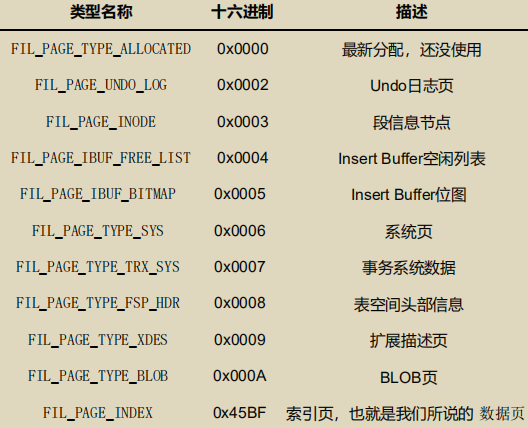 类型名称 十六进制 描述
FIL_PAGE_TYPE_ALLOCATED 0x0000 最新分配，还没使用
FIL_PAGE_UNDO_LOG 0x0002 Undo日志页
FIL_PAGE_INODE 0x0003 段信息节点
FIL_PAGE_IBUF_FREE_LIST 0x0004 Insert Buffer空闲列表
FIL_PAGE_IBUF_BITMAP 0x0005 Insert Buffer位图
FIL_PAGE_TYPE_SYS 0x0006 系统页
FIL_PAGE_TYPE_TRX_SYS 0x0007 事务系统数据
FIL_PAGE_TYPE_FSP_HDR 0x0008 表空间头部信息
FIL_PAGE_TYPE_XDES 0x0009 扩展描述页
FIL_PAGE_TYPE_BLOB 0x000A BLOB页
FIL_PAGE_INDEX 0x45BF 索引页，也就是我们所说的 数据页